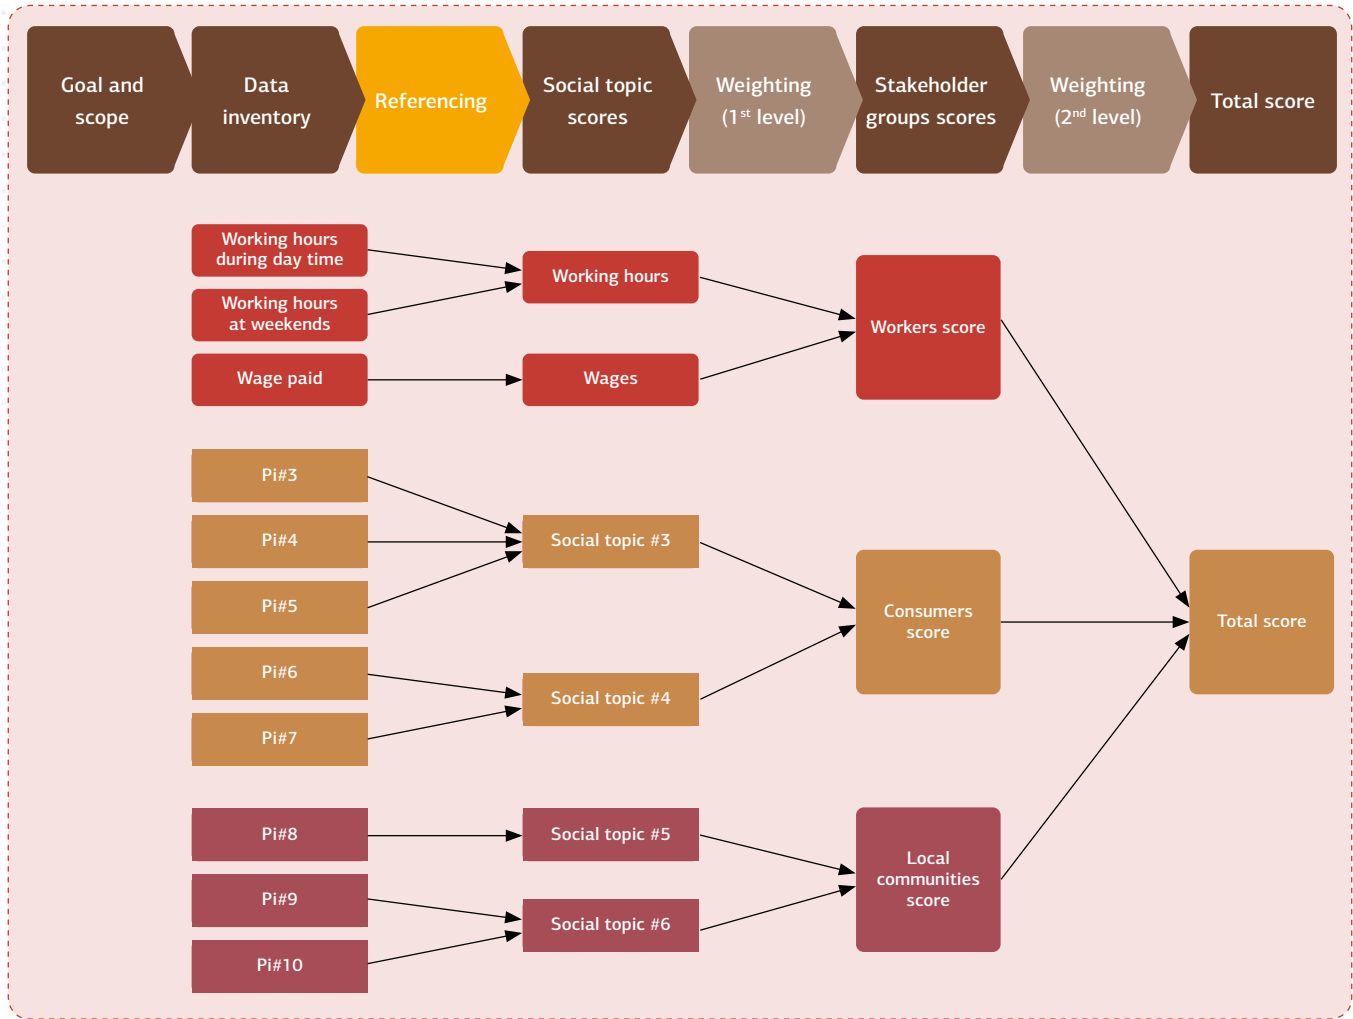 Goal and
scope
Data
inventory
Referencing
Social topic
scores
Weighting
(1st level)
Stakeholder
groups scores
Weighting
(2nd level)
Total score
Working hours
during day time
Working hours
at weekends
Wage paid
Working hours
Wages
Workers score
Pi#3
Pi#4
Pi#5
Pi#6
Pi#7
Social topic #3
Social topic #4
Consumers
score
Total score
Pi#8
Pi#9
Pi#10
Social topic #5
Social topic #6
Local
communities
score